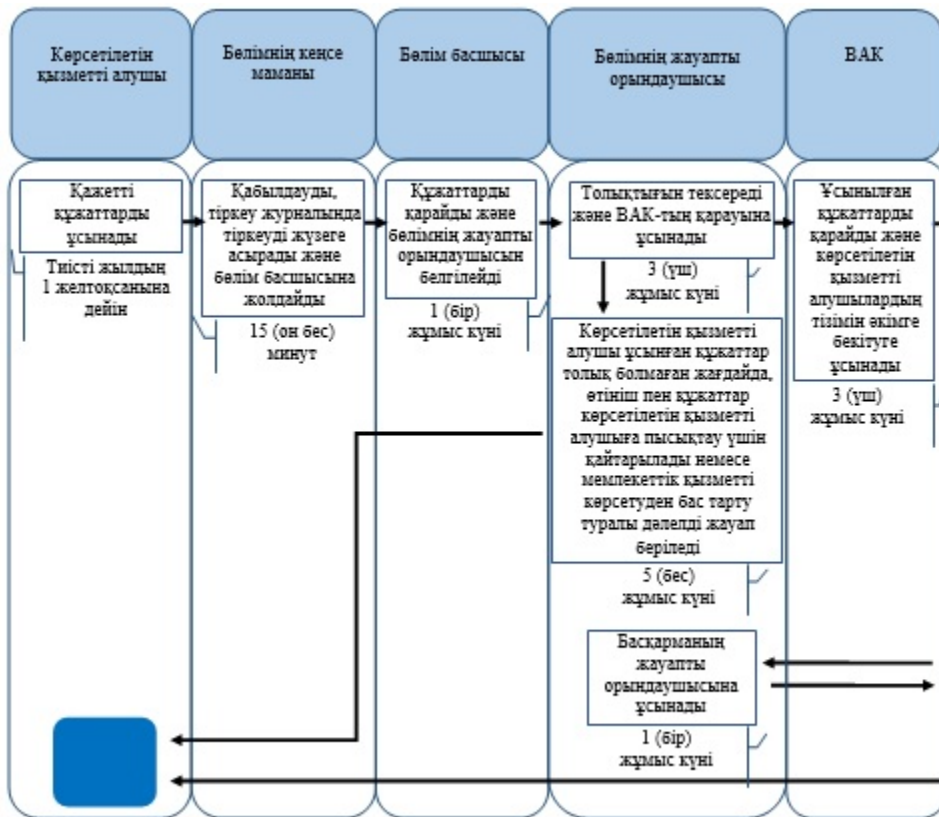 Көрсетілетін
қызметті алушы
Бөлімнің кеңсе
маманы
Бөлім басшысы
Бөлімнің жауапты
орындаушысы
ВАК
Қажетті
құжаттарды
ұсынады
Тиісті жылдың
1 желтоқсанына
дейін
Қабылдауды,
тіркеу журналында
тіркеуді жүзеге
асырады және
бөлім басшысына
жолдайды
15 (он бес)
минут
Құжаттарды
қарайды және
бөлімнің жауапты
орындаушысын
белгілейді
1 (бір)
жұмыс күні
Толықтығын тексереді
және ВАК-тың қарауына
ұсынады
3 (үш)
жұмыс күні
Көрсетілетін қызметті
алушы ұсынған құжаттар
толық болмаған жағдайда,
өтініш пен құжаттар
көрсетілетін қызметті
алушыға пысықтау үшін
қайтарылады немесе
мемлекеттік қызметті
көрсетуден бас тарту
туралы дәлелді жауап
беріледі
5 (бес)
жұмыс күні
Басқарманың
жауапты
орындаушысына
ұсынады
1 (бір)
жұмыс күні
Ұсынылған
құжаттарды
қарайды және
көрсетілетін
қызметті
алушылардың
тізімін әкімге
бекітуге
ұсынады
3 (үш)
жұмыс күні